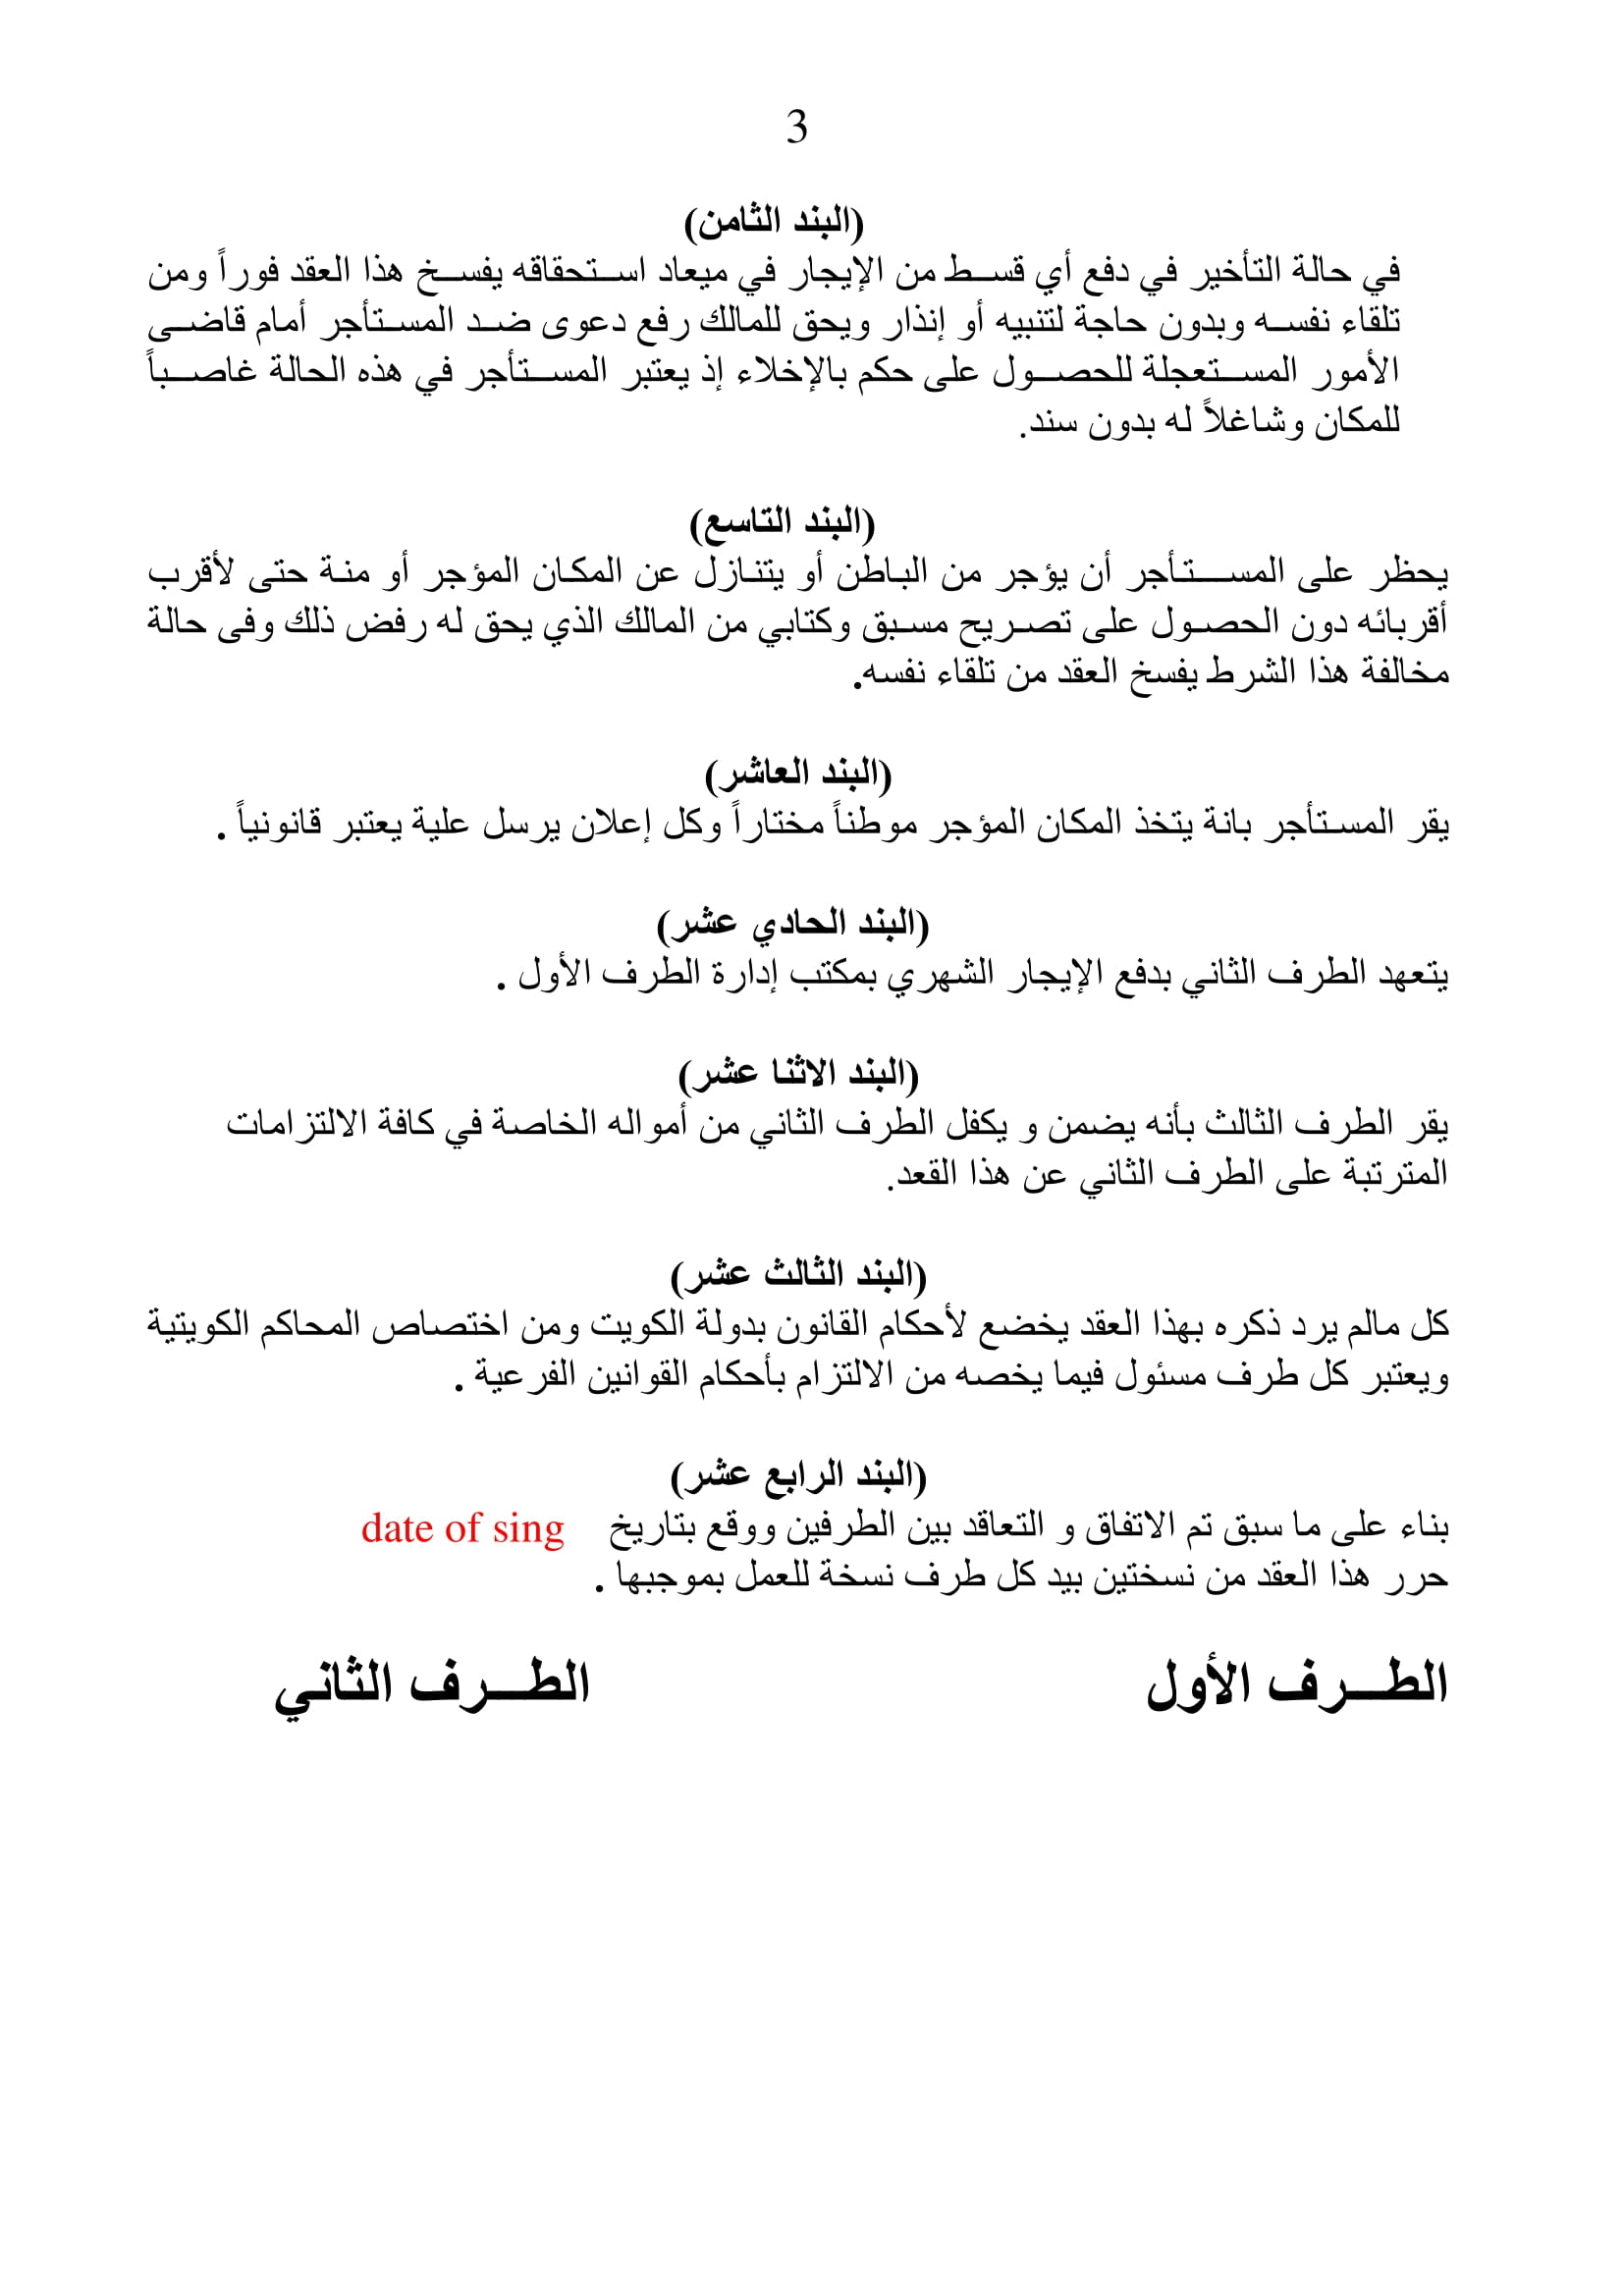 3
(البند الثامن)
في حالة التأخير في دفع أي قسط من الإيجار في ميعاد استحقاقه يفسخ هذا العقد فوراً ومن
تلقاء نفسه وبدون حاجة لتنبيه أو إنذار ويحق للمالك رفع دعوى ضد المستأجر أمام قاضى
الأمور المستعجلة للحصول على حكم بالإخلاء إذ يعتبر المستأجر في هذه الحالة غاصباً
للمكان وشاغلاً له بدون سند.
(البند التاسع)
يحظر على المستأجر أن يؤجر من الباطن أو يتنازل عن المكان المؤجر أو منة حتى لأقرب
أقربائه دون الحصول على تصريح مسبق وكتابي من المالك الذي يحق له رفض ذلك وفى حالة
مخالفة هذا الشرط يفسخ العقد من تلقاء نفسه.
(البند العاشر)
يقر المستأجر بانة يتخذ المكان المؤجر موطناً مختاراً وكل إعلان يرسل علية يعتبر قانونياً .
(البند الحادي عشر)
يتعهد الطرف الثاني بدفع الإيجار الشهري بمكتب إدارة الطرف الأول .
(البند الاثنا عشر)
يقر الطرف الثالث بأنه يضمن و يكفل الطرف الثاني من أمواله الخاصة في كافة الالتزامات
المترتبة على الطرف الثاني عن هذا القعد.
(البند الثالث عشر)
كل مالم يرد ذكره بهذا العقد يخضع لأحكام القانون بدولة الكويت ومن اختصاص المحاكم الكويتية
ويعتبر كل طرف مسئول فيما يخصه من الالتزام بأحكام القوانين الفرعية .
(البند الرابع عشر)
بناء على ما سبق تم الاتفاق و التعاقد بين الطرفين ووقع بتاريخ date of sing
حرر هذا العقد من نسختين بيد كل طرف نسخة للعمل بموجبها .
الطـــرف الأول الطـــرف الثاني